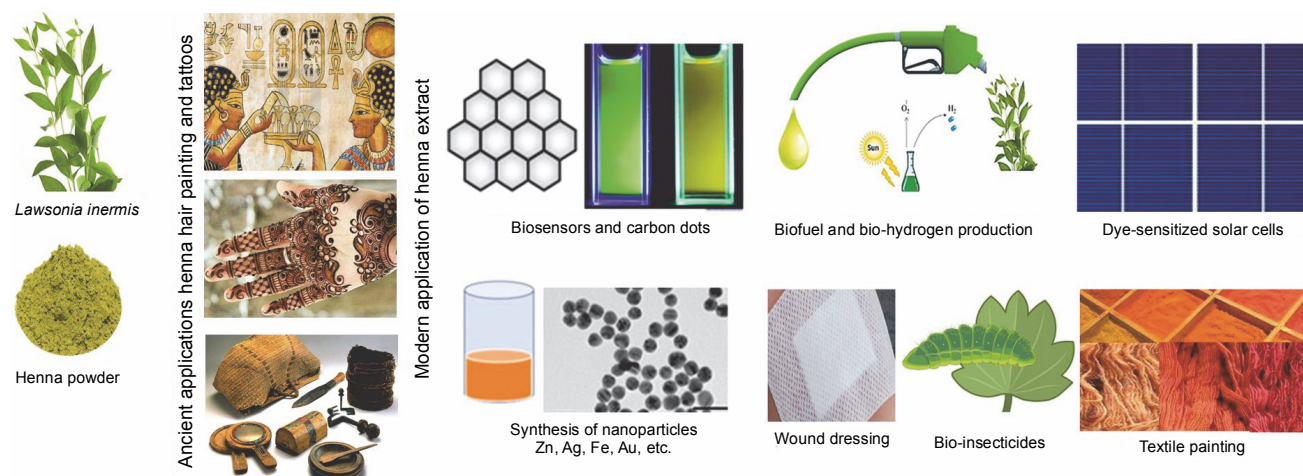 Lawsonia inermis
Henna powder
Ancient applications henna hair painting and tattoos
Modern application of henna extract
Biosensors and carbon dots
O2
H2
Sun
Biofuel and bio-hydrogen production
Dye-sensitized solar cells
Synthesis of nanoparticles
Zn, Ag, Fe, Au, etc.
Wound dressing
Bio-insecticides
Textile painting